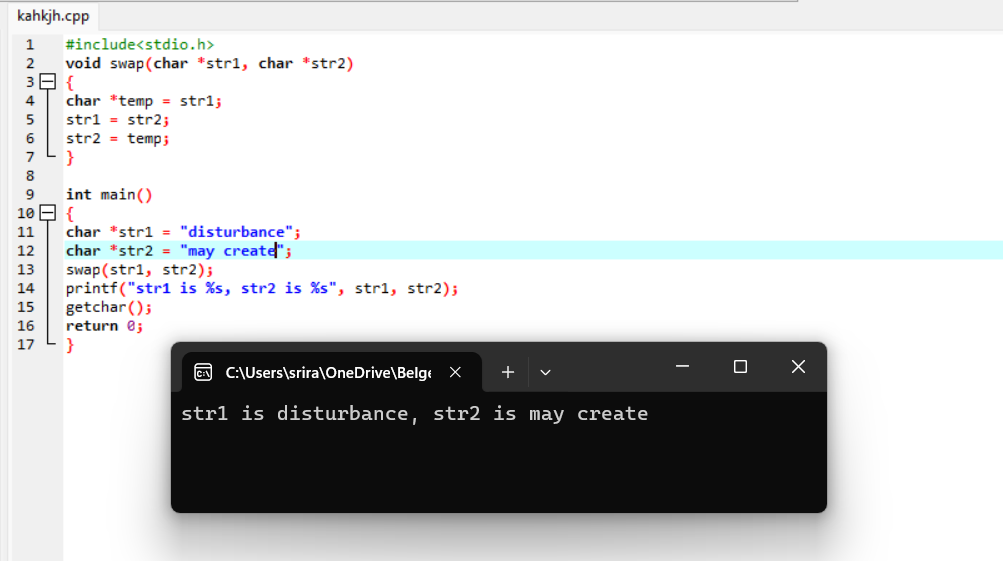 kahkjh.cpp
1 #include<stdio.h>
2 void swap(char *str1, char *str2)
3 {
4 char *temp = str1;
5 str1 = str2;
6 str2 = temp;
7 }
8
9 int main()
10 {
11 char *str1 = "disturbance";
12 char *str2 = "may create";
13 swap(str1, str2);
14 printf("str1 is %s, str2 is %s", str1, str2);
15 getchar();
16 return 0;
17 }
C:\Users\srira\OneDrive\Belge
str1 is disturbance, str2 is may create